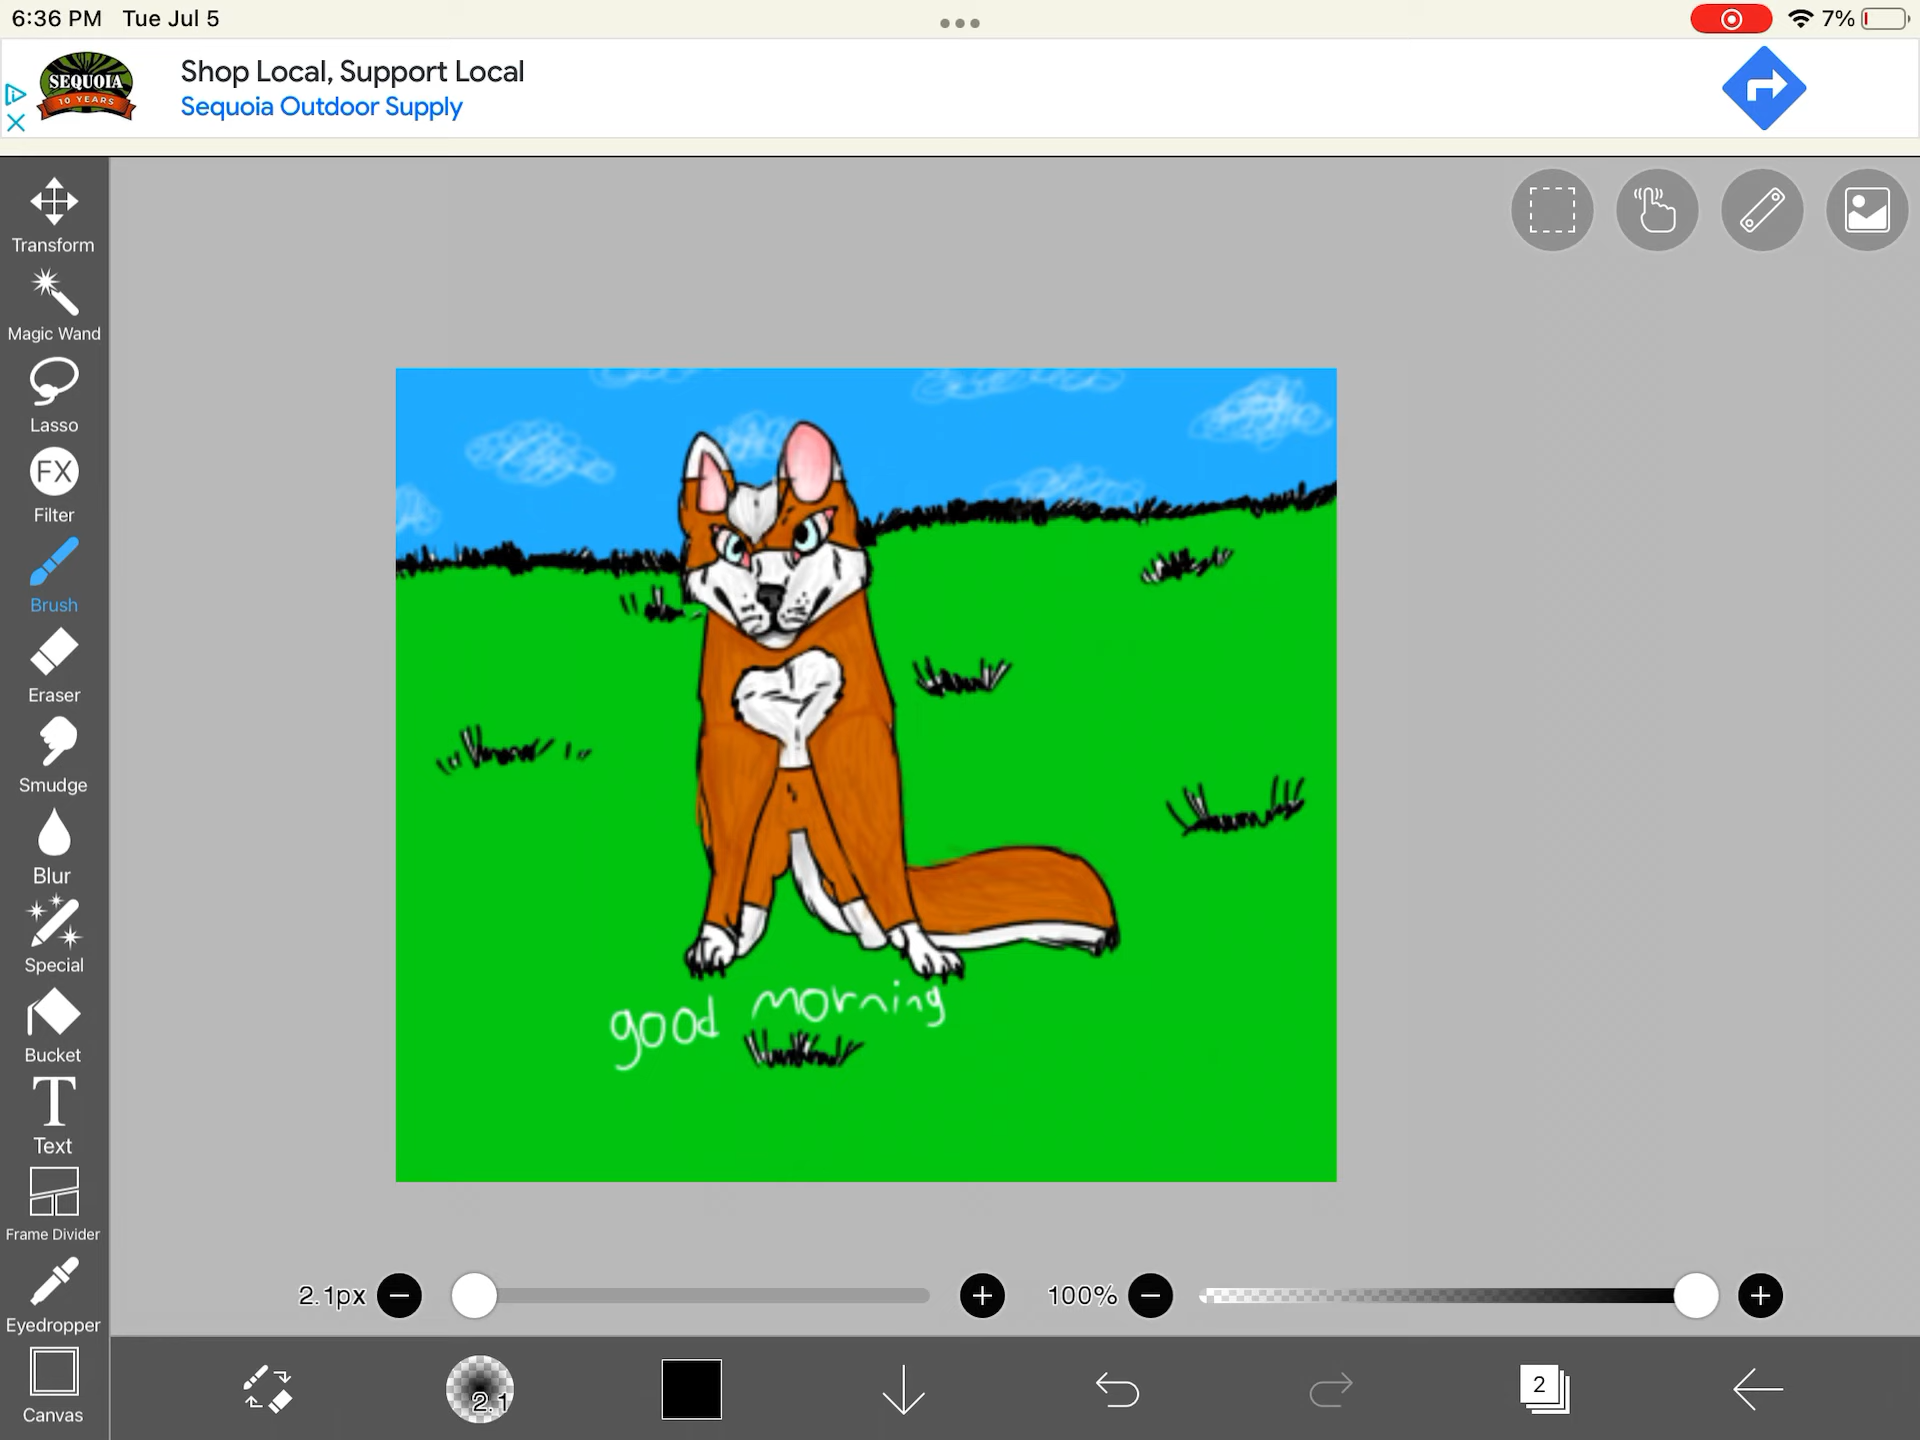 6:36 PM Tue Jul 5
7%
SEQUOIA
10 YEARS
Shop Local, Support Local
Sequoia Outdoor Supply
Transform
Magic Wand
Lasso
FX
Filter
Brush
Eraser
Smudge
Blur
Special
Bucket
T
Text
Frame Divider
Eyedropper
Canvas
good morning
2.1px
100%
2.1
2